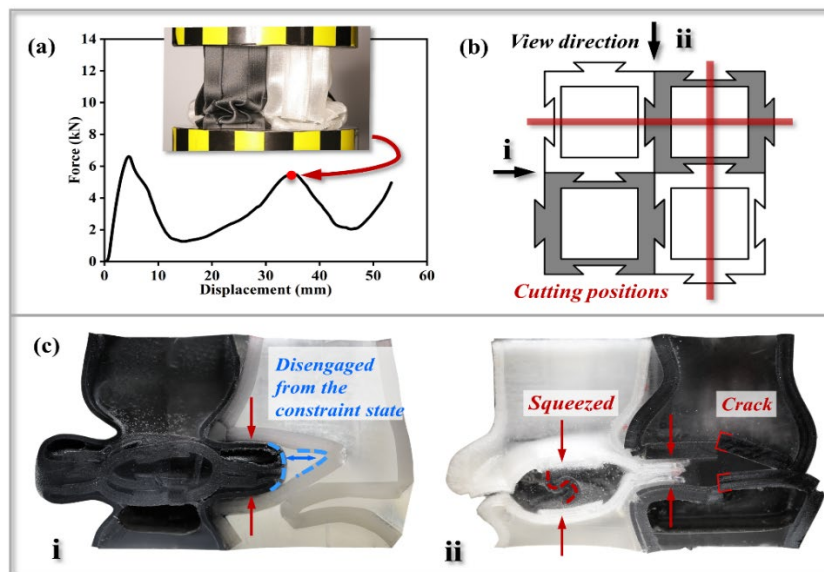 (a)
14
12
10
8
6
4
2
0
Force (kN)
0 10 20 30 40 50 60
Displacement (mm)
(b)
View direction
ii
i
Cutting positions
(c)
Disengaged
from the
constraint state
i
Squeezed
Crack
ii